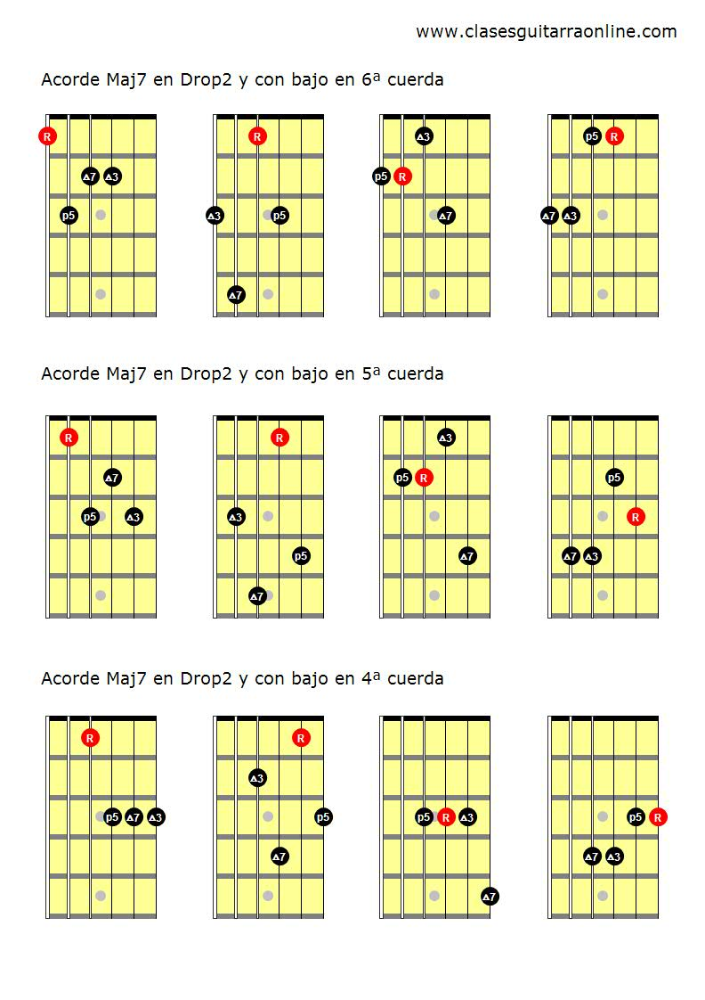 www.clasesguitarraonline.com
Acorde Maj7 en Drop2 y con bajo en 6ª cuerda
R R Δ3 p5 R
Δ7 Δ3 p5 R
p5 Δ3 p5 Δ7 Δ7 Δ3
Δ7
Acorde Maj7 en Drop2 y con bajo en 5ª cuerda
R R Δ3
Δ7 p5 R p5
p5 Δ3 Δ3 R
p5 Δ7 Δ7 Δ3
Δ7
Acorde Maj7 en Drop2 y con bajo en 4ª cuerda
R R
Δ3
p5 Δ7 Δ3 p5 p5 R Δ3 p5 R
Δ7 Δ7 Δ3
Δ7